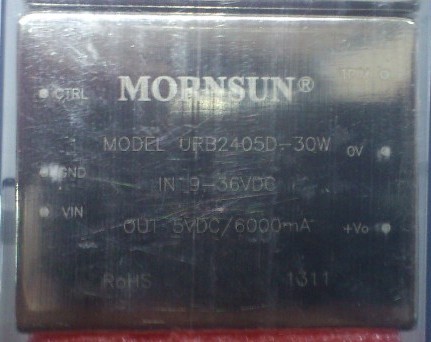 CTRL
MORNSUN®
MODEL URB2405D-30W
0V
GND
IN 9-36VDC
VIN
OUT 5VDC/6000mA
+Vo
RoHS
1311